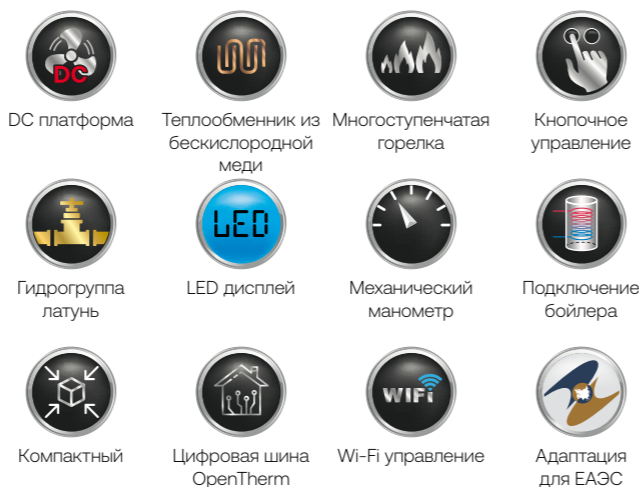 DC
DC платформа
Теплообменник из
бескислородной
меди
Многоступенчатая
горелка
Кнопочное
управление
Гидрогруппа
латунь
LED
LED дисплей
Механический
манометр
Подключение
бойлера
Компактный
Цифровая шина
OpenTherm
WIFI
Wi-Fi управление
Адаптация
для ЕАЭС